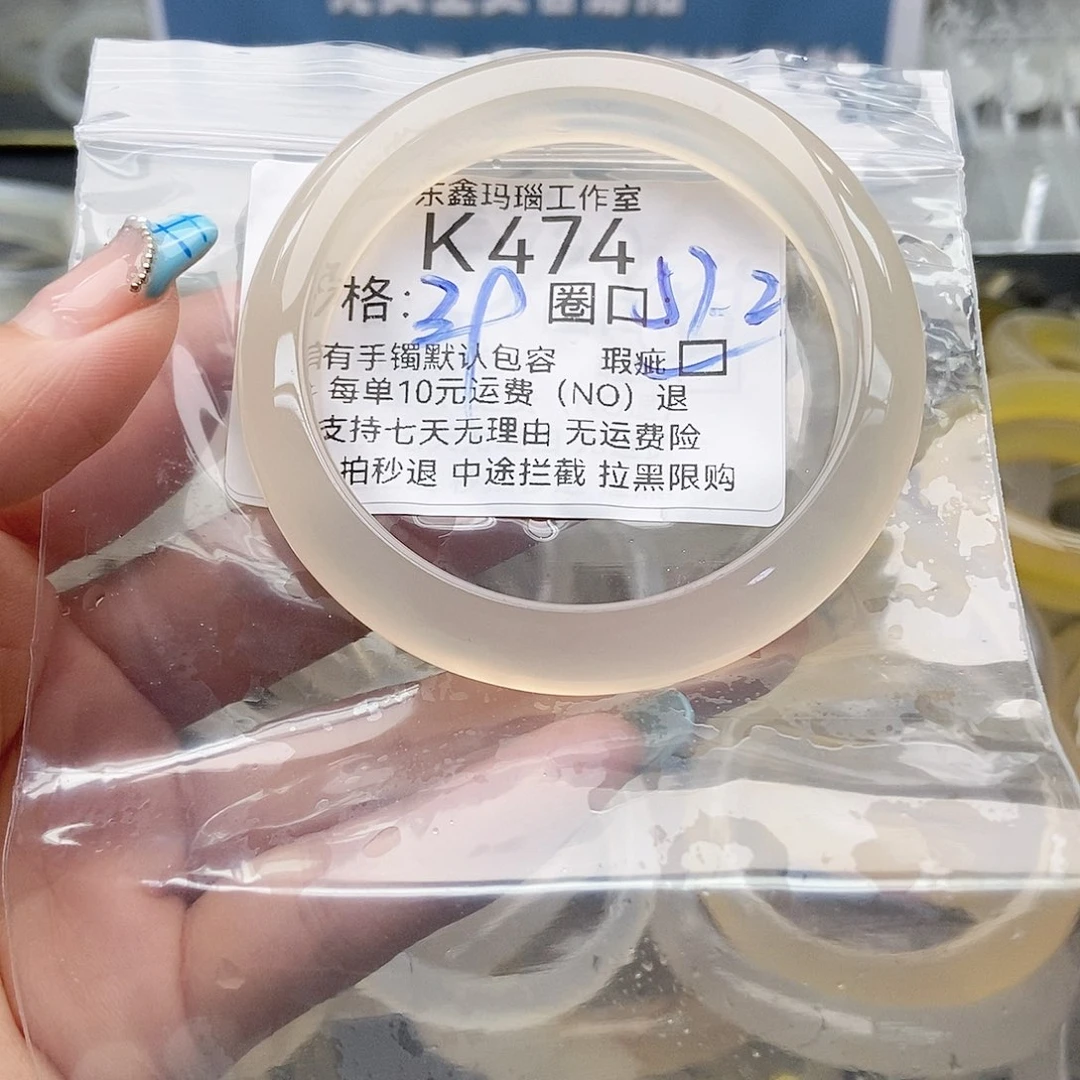 东鑫玛瑙工作室
K474
格: 圈口 57.2
有手镯默认包容 瑕疵
每单10元运费（NO）退
支持七天无理由 无运费险
拍秒退 中途拦截 拉黑限购